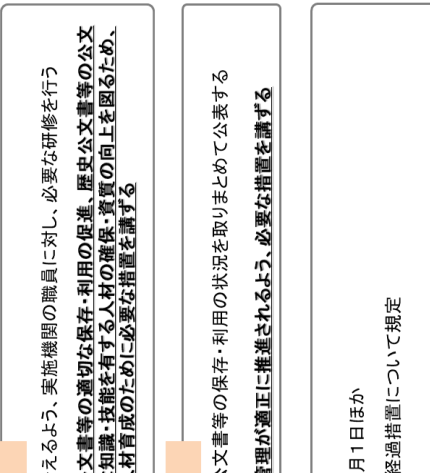 えるよう、実施機関の職員に対し、必要な研修を行う
文書等の適切な保存・利用の促進、歴史公文書等の公文
知識・技能を有する人材の確保・資質の向上を図るため、
材育成のために必要な措置を講ずる
文書等の保存・利用の状況を取りまとめて公表する
管理が適正に推進されるよう、必要な措置を講ずる
月1日ほか
経過措置について規定